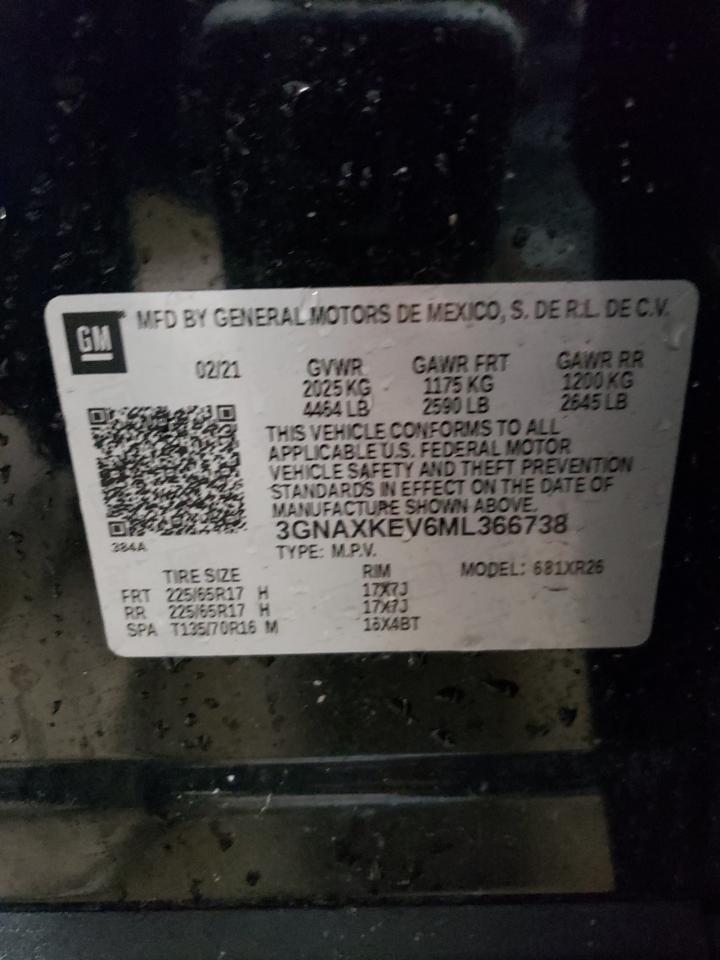 GM
MFD BY GENERAL MOTORS DE MEXICO, S. DE R.L. DE C.V.
02/21 GVWR GAWR FRT GAWR RR
2025 KG 1175 KG 1200 KG
4464 LB 2590 LB 2645 LB
THIS VEHICLE CONFORMS TO ALL
APPLICABLE U.S. FEDERAL MOTOR
VEHICLE SAFETY AND THEFT PREVENTION
STANDARDS IN EFFECT ON THE DATE OF
MANUFACTURE SHOWN ABOVE.
3GNAXKEV6ML366738
384A
TYPE: M.P.V.
TIRE SIZE RIM MODEL: 681XR26
FRT 225/65R17 H 17X7J
RR 225/65R17 H 17X7J
SPA T135/70R16 M 16X4BT